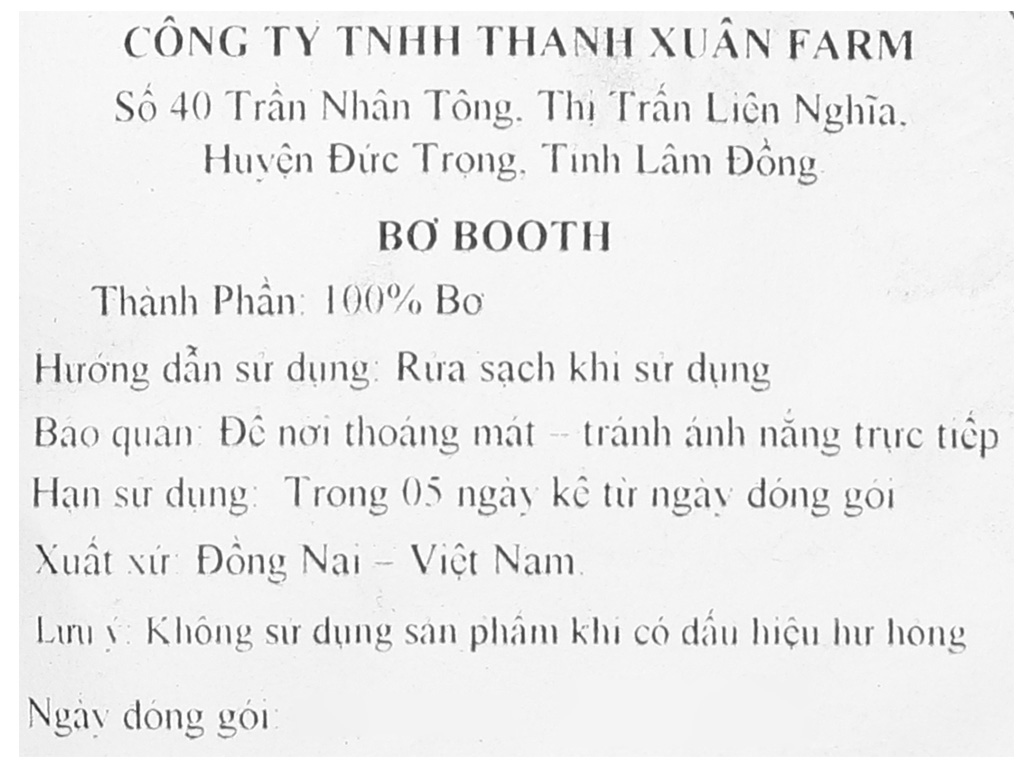 CÔNG TY TNHH THANH XUÂN FARM
Số 40 Trần Nhân Tông, Thị Trấn Liên Nghĩa,
Huyện Đức Trọng, Tỉnh Lâm Đồng
BƠ BOOTH
Thành Phần: 100% Bơ
Hướng dẫn sử dụng: Rửa sạch khi sử dụng
Bảo quản: Để nơi thoáng mát – tránh ánh nắng trực tiếp
Hạn sử dụng: Trong 05 ngày kể từ ngày đóng gói
Xuất xứ: Đồng Nai – Việt Nam.
Lưu ý: Không sử dụng sản phẩm khi có dấu hiệu hư hỏng
Ngày đóng gói: